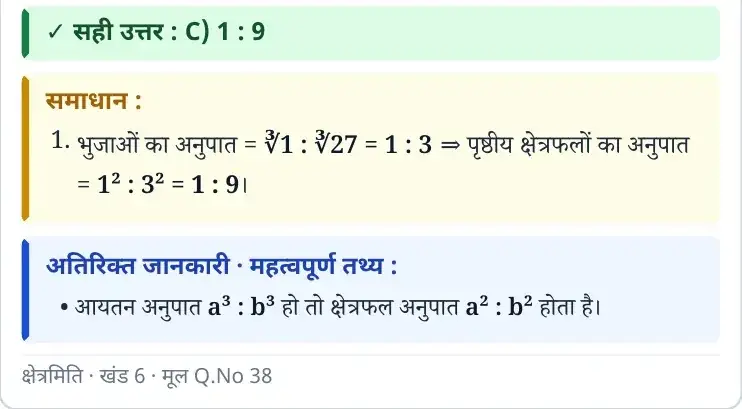 ✓ सही उत्तर : C) 1 : 9
समाधान :
1. भुजाओं का अनुपात = ∛1 : ∛27 = 1 : 3 ⇒ पृष्ठीय क्षेत्रफलों का अनुपात
= 1² : 3² = 1 : 9।
अतिरिक्त जानकारी · महत्वपूर्ण तथ्य :
• आयतन अनुपात a³ : b³ हो तो क्षेत्रफल अनुपात a² : b² होता है।
क्षेत्रमिति · खंड 6 · मूल Q.No 38